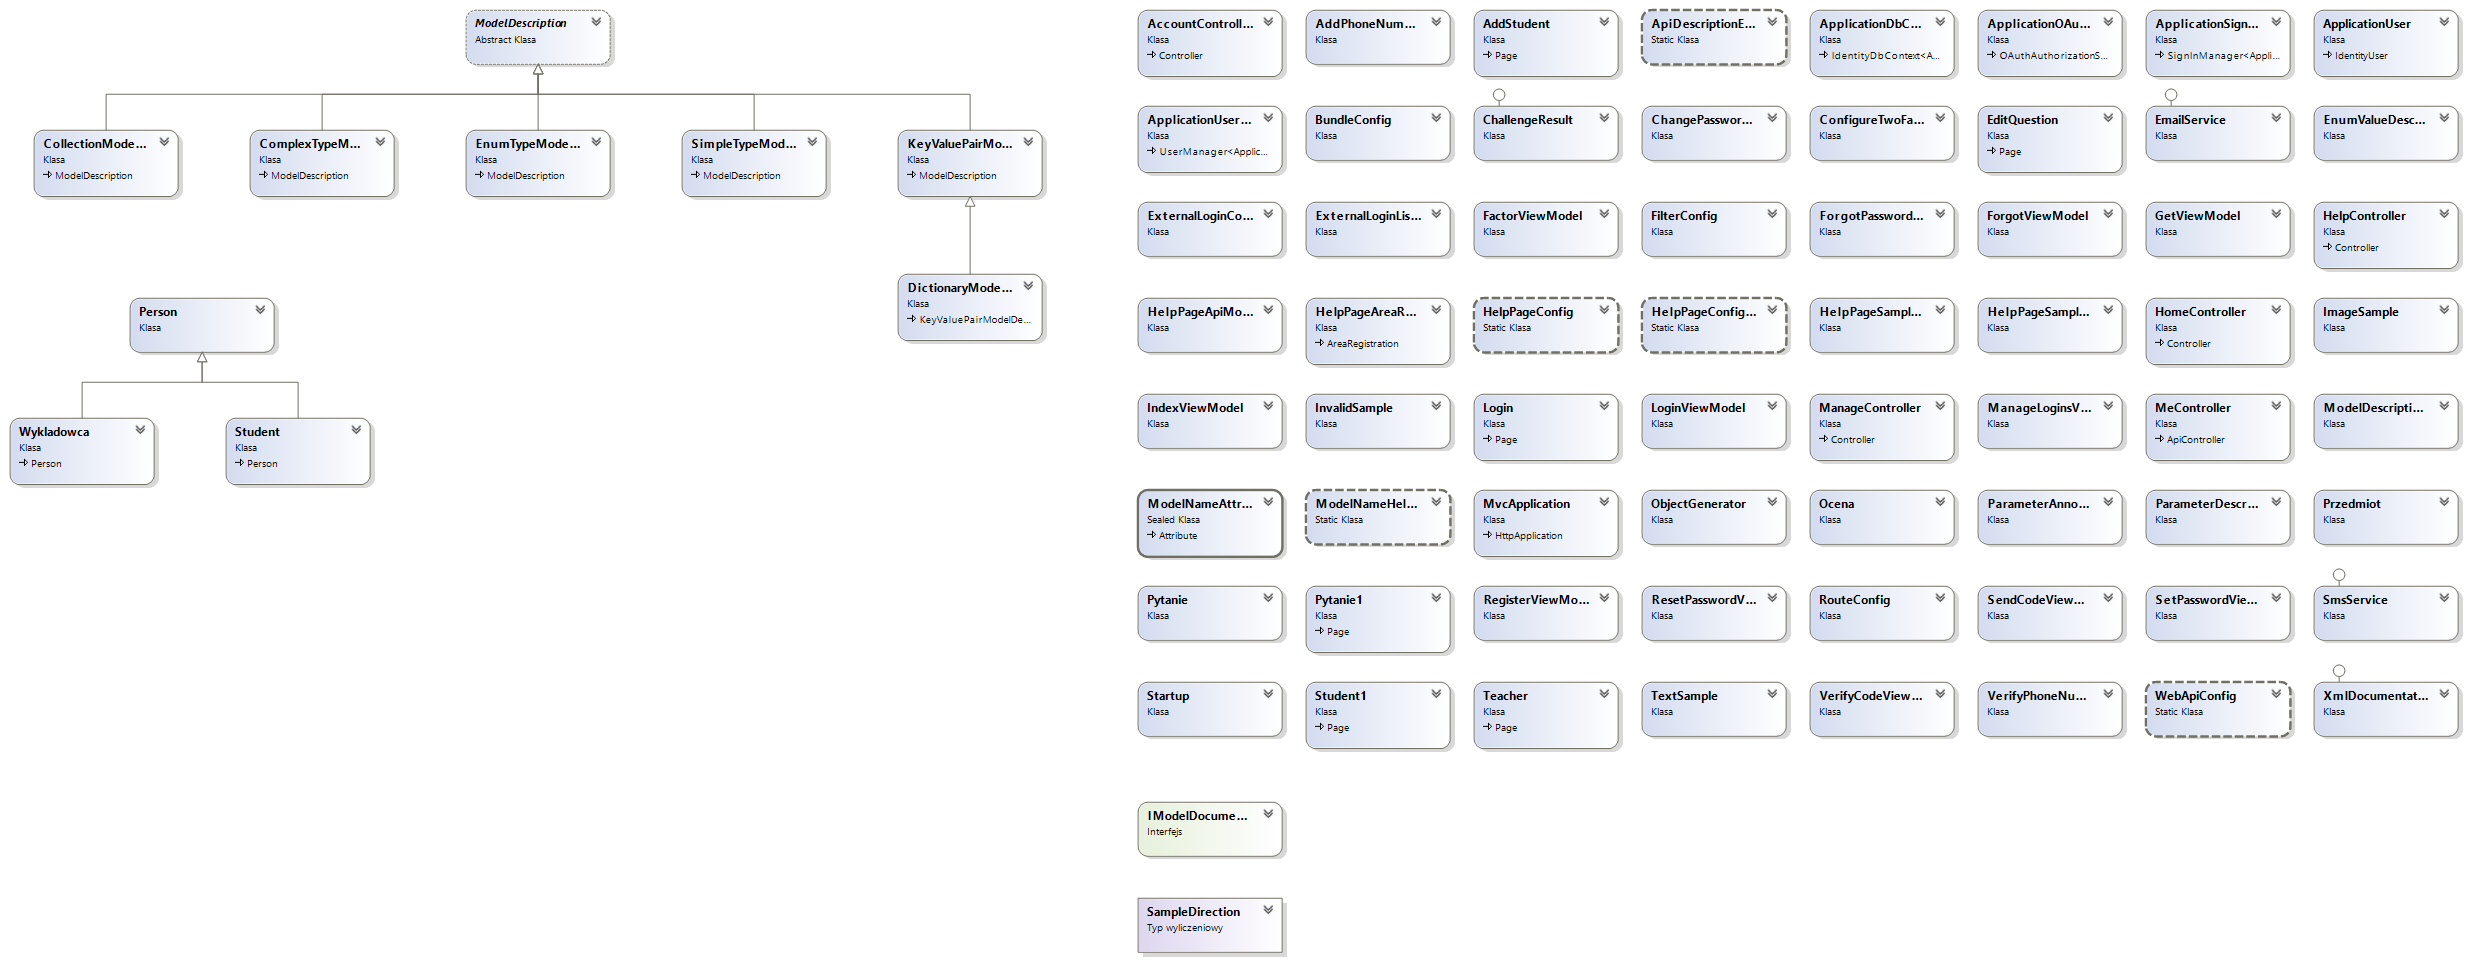 ModelDescription
Abstract Klasa
CollectionMode...
Klasa
ModelDescription
ComplexTypeM...
Klasa
ModelDescription
EnumTypeMode...
Klasa
ModelDescription
SimpleTypeMod...
Klasa
ModelDescription
KeyValuePairMo...
Klasa
ModelDescription
DictionaryMode...
Klasa
KeyValuePairModelDe...
Person
Klasa
Wykladowca
Klasa
Person
Student
Klasa
Person
AccountControll...
Klasa
Controller
AddPhoneNum...
Klasa
AddStudent
Klasa
Page
ApiDescriptionE...
Static Klasa
ApplicationDbC...
Klasa
IdentityDbContext<A...
ApplicationOAu...
Klasa
OAuthAuthorizationS...
ApplicationSign...
Klasa
SignInManager<Appli...
ApplicationUser
Klasa
IdentityUser
ApplicationUser...
Klasa
UserManager<Applic...
BundleConfig
Klasa
ChallengeResult
Klasa
ChangePasswor...
Klasa
ConfigureTwoFa...
Klasa
EditQuestion
Klasa
Page
EmailService
Klasa
EnumValueDesc...
Klasa
ExternalLoginCo...
Klasa
ExternalLoginLis...
Klasa
FactorViewModel
Klasa
FilterConfig
Klasa
ForgotPassword...
Klasa
ForgotViewModel
Klasa
GetViewModel
Klasa
HelpController
Klasa
Controller
HelpPageApiMo...
Klasa
HelpPageAreaR...
Klasa
AreaRegistration
HelpPageConfig
Static Klasa
HelpPageConfig...
Static Klasa
HelpPageSampl...
Klasa
HelpPageSampl...
Klasa
HomeController
Klasa
Controller
ImageSample
Klasa
IndexViewModel
Klasa
InvalidSample
Klasa
Login
Klasa
Page
LoginViewModel
Klasa
ManageController
Klasa
Controller
ManageLoginsV...
Klasa
MeController
Klasa
ApiController
ModelDescripti...
Klasa
ModelNameAttr...
Sealed Klasa
Attribute
ModelNameHel...
Static Klasa
MvcApplication
Klasa
HttpApplication
ObjectGenerator
Klasa
Ocena
Klasa
ParameterAnno...
Klasa
ParameterDescr...
Klasa
Przedmiot
Klasa
Pytanie
Klasa
Pytanie1
Klasa
Page
RegisterViewMo...
Klasa
ResetPasswordV...
Klasa
RouteConfig
Klasa
SendCodeView...
Klasa
SetPasswordVie...
Klasa
SmsService
Klasa
Startup
Klasa
Student1
Klasa
Page
Teacher
Klasa
Page
TextSample
Klasa
VerifyCodeView...
Klasa
VerifyPhoneNu...
Klasa
WebApiConfig
Static Klasa
XmlDocumentat...
Klasa
IModelDocume...
Interfejs
SampleDirection
Typ wyliczeniowy